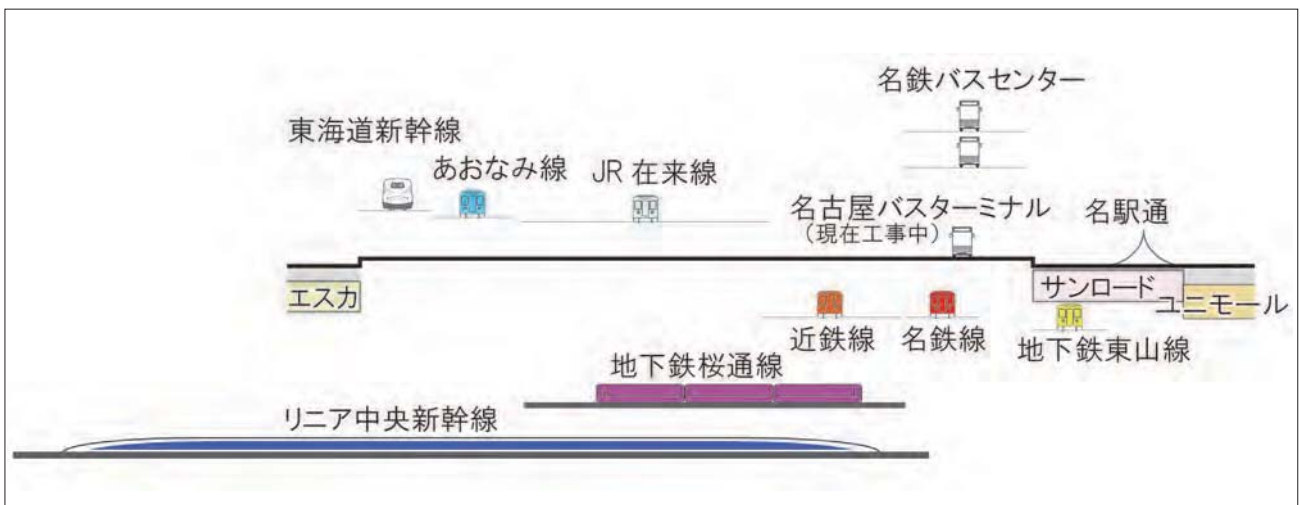 名鉄バスセンター
東海道新幹線
あおなみ線
JR 在来線
名古屋バスターミナル
(現在工事中)
名駅通
エスカ
サンロード
ユニモール
近鉄線
名鉄線
地下鉄東山線
地下鉄桜通線
リニア中央新幹線